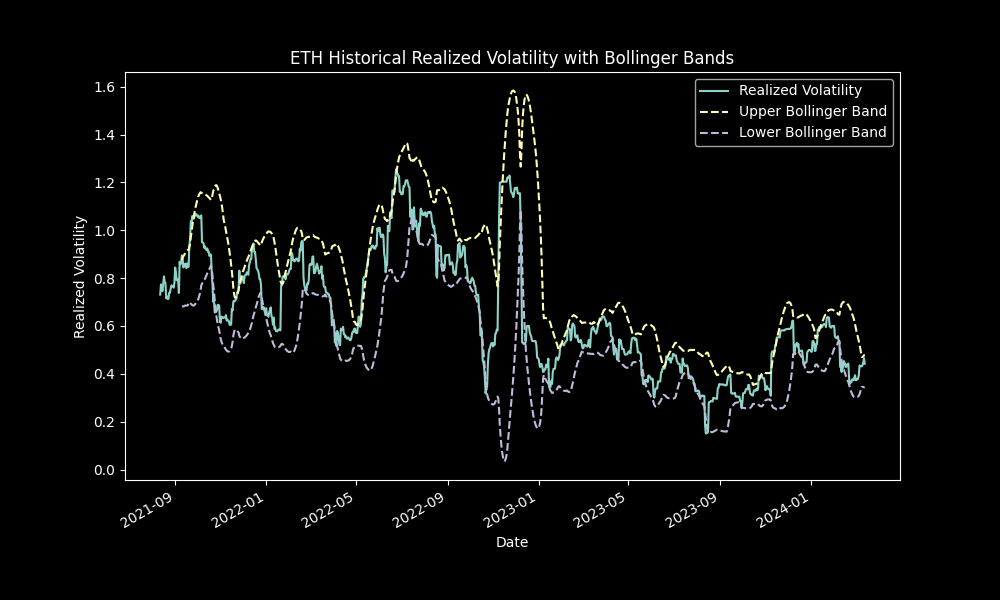 ETH Historical Realized Volatility with Bollinger Bands
Realized Volatility
Upper Bollinger Band
Lower Bollinger Band
1.6
1.4
1.2
1.0
0.8
0.6
0.4
0.2
0.0
Realized Volatility
2021-09
2022-01
2022-05
2022-09
2023-01
2023-05
2023-09
2024-01
Date